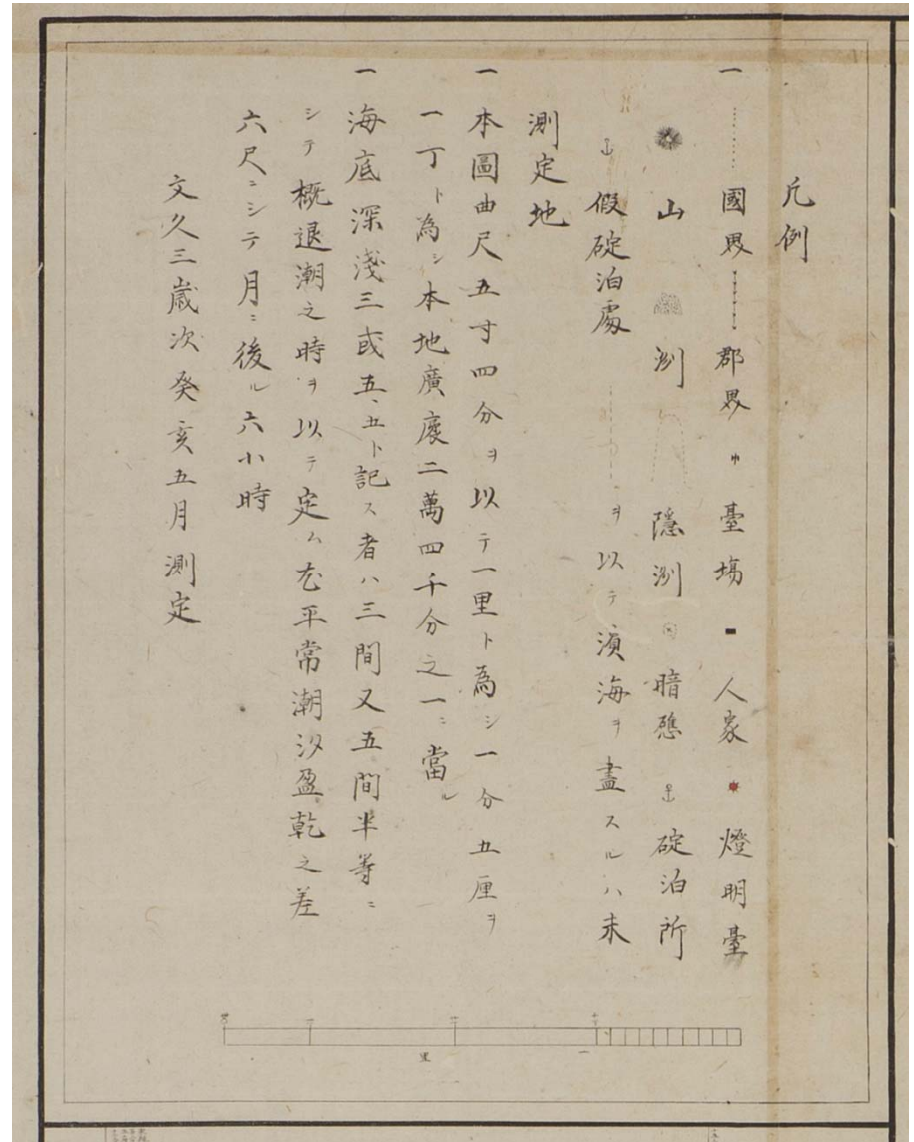 凡例
一 國界 郡界 臺場 人家 燈明臺
山 洲 隠洲 暗礁 碇泊所
假碇泊處 ヲ以テ濱海ヲ畫スルハ未
測定地
一 本圖曲尺五寸四分ヲ以テ一里ト為シ一分五厘ヲ
一丁ト為シ本地廣袤二萬四千分之一ニ當ル
一 海底深淺三或五、五ト記ス者ハ三間又五間半等ニ
シテ概退潮之時ヲ以テ定ム尤平常潮汐盈乾之差
六尺ニシテ月ニ後ル六小時
文久三歳次癸亥五月測定
一 里